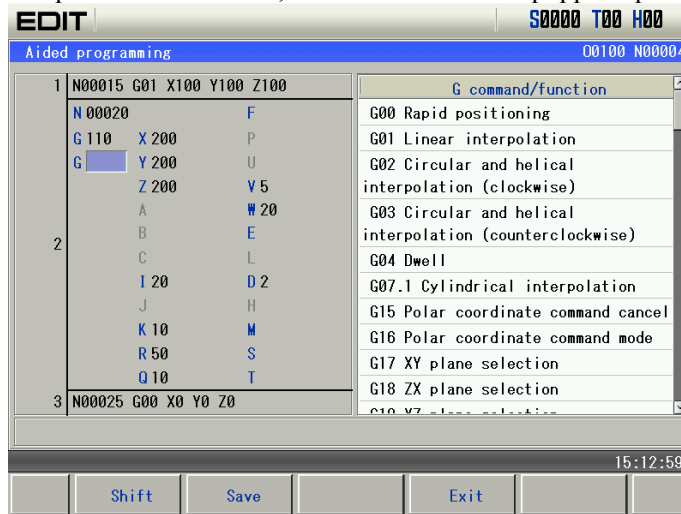 EDIT S0000 T00 H00
Aided programming O0100 N00004
1 N00015 G01 X100 Y100 Z100
N 00020 F
G 110 X 200 P
G Y 200 U
Z 200 V 5
A W 20
B E
2
C L
I 20 D 2
J H
K 10 M
R 50 S
Q 10 T
3 N00025 G00 X0 Y0 Z0
G command/function
G00 Rapid positioning
G01 Linear interpolation
G02 Circular and helical
interpolation (clockwise)
G03 Circular and helical
interpolation (counterclockwise)
G04 Dwell
G07.1 Cylindrical interpolation
G15 Polar coordinate command cancel
G16 Polar coordinate command mode
G17 XY plane selection
G18 ZX plane selection
15:12:59
Shift Save Exit